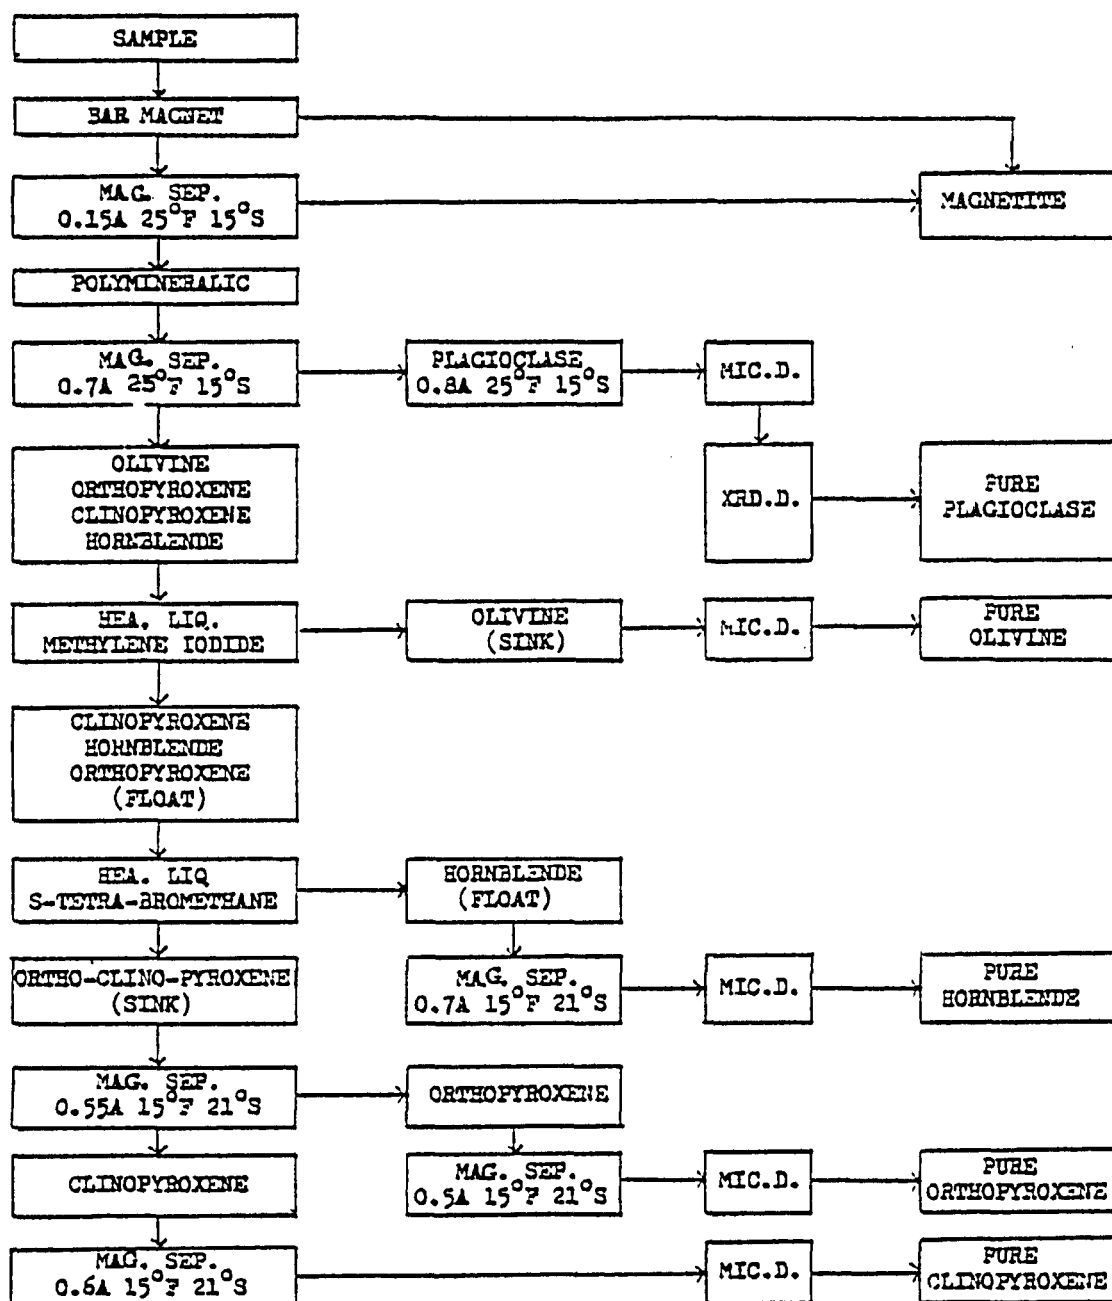 SAMPLE
BAR MAGNET
MAG. SEP.
0.15A 25°F 15°S
MAGNETITE
POLYMINERALIC
MAG. SEP.
0.7A 25°F 15°S
PLAGIOCLASE
0.8A 25°F 15°S
MIC.D.
OLIVINE
ORTHOPYROXENE
CLINOPYROXENE
HORNBLENDE
XRD.D.
PURE
PLAGIOCLASE
HEA. LIQ.
METHYLENE IODIDE
OLIVINE
(SINK)
MIC.D.
PURE
OLIVINE
CLINOPYROXENE
HORNBLENDE
ORTHOPYROXENE
(FLOAT)
HEA. LIQ
S-TETRA-BROMETHANE
HORNBLENDE
(FLOAT)
ORTHO-CLINO-PYROXENE
(SINK)
MAG. SEP.
0.7A 15°F 21°S
MIC.D.
PURE
HORNBLENDE
MAG. SEP.
0.55A 15°F 21°S
ORTHOPYROXENE
CLINOPYROXENE
MAG. SEP.
0.5A 15°F 21°S
MIC.D.
PURE
ORTHOPYROXENE
MAG. SEP.
0.6A 15°F 21°S
MIC.D.
PURE
CLINOPYROXENE